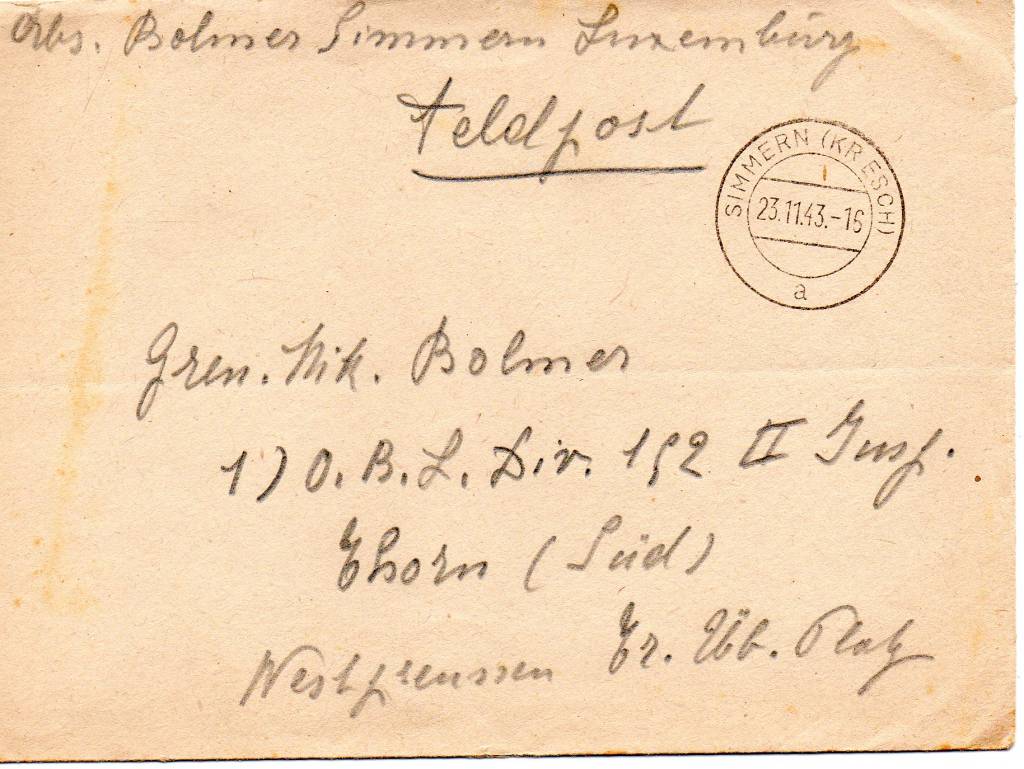 Abs. Bolmer Simmern Luxemburg
Feldpost
SIMMERN (KR ESCH)
23.11.43.-16
a
Gren. Nik. Bolmer
1) O. B. L. Div. 152 II Insp.
Thorn (Süd)
Westpreussen Tr. Üb. Platz